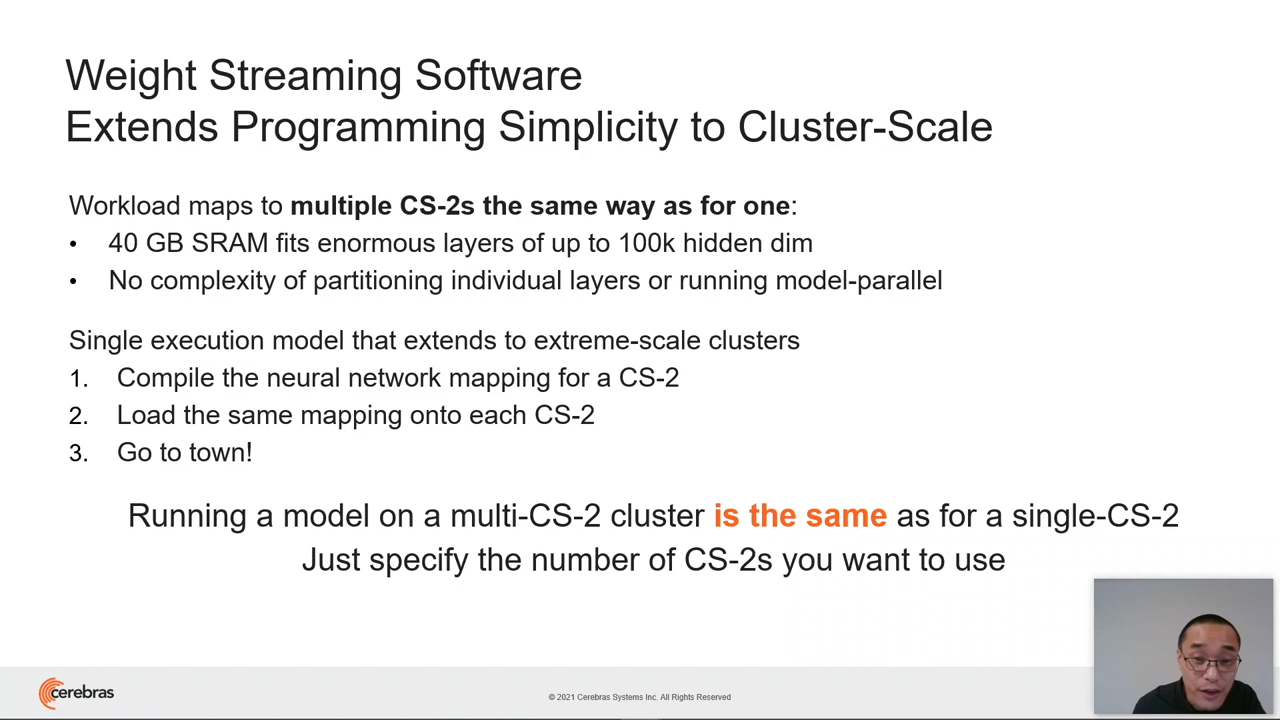 Weight Streaming Software
Extends Programming Simplicity to Cluster-Scale
Workload maps to multiple CS-2s the same way as for one:
• 40 GB SRAM fits enormous layers of up to 100k hidden dim
• No complexity of partitioning individual layers or running model-parallel
Single execution model that extends to extreme-scale clusters
1. Compile the neural network mapping for a CS-2
2. Load the same mapping onto each CS-2
3. Go to town!
Running a model on a multi-CS-2 cluster is the same as for a single-CS-2
Just specify the number of CS-2s you want to use
cerebras
© 2021 Cerebras Systems Inc. All Rights Reserved